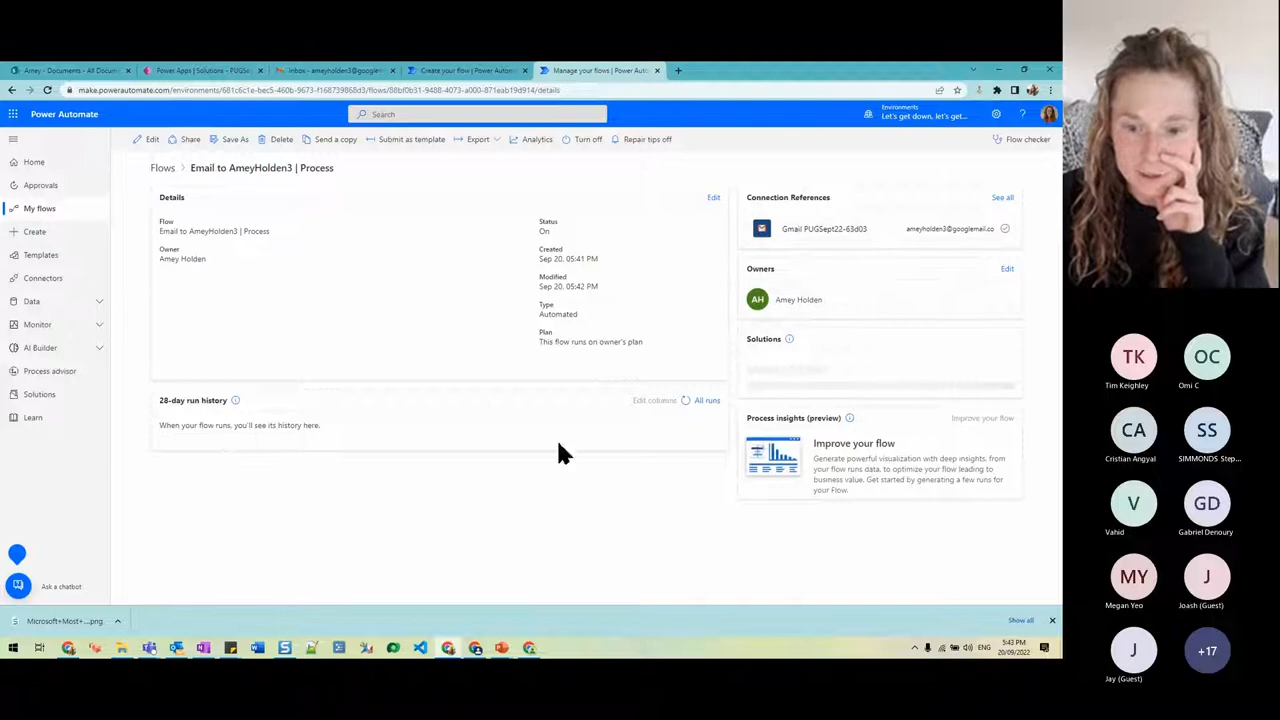 Amey - Documents - All Docum
Power Apps | Solutions - PUGS
Inbox - ameyholden3@google
Create your flow | Power Autom
Manage your flows | Power Aut
make.powerautomate.com/environments/681c6c1e-bec5-460b-9673-f168739868d3/flows/88bf0b31-9488-4073-a000-871eab19d914/details
Power Automate
Search
Environments
Let's get down, let's get...
Edit
Share
Save As
Delete
Send a copy
Submit as template
Export
Analytics
Turn off
Repair tips off
Flow checker
Home
Approvals
My flows
Create
Templates
Connectors
Data
Monitor
AI Builder
Process advisor
Solutions
Learn
Ask a chatbot
Flows > Email to AmeyHolden3 | Process
Details
Edit
Flow
Email to AmeyHolden3 | Process
Owner
Amey Holden
Status
On
Created
Sep 20, 05:41 PM
Modified
Sep 20, 05:42 PM
Type
Automated
Plan
This flow runs on owner's plan
28-day run history
Edit columns
All runs
When your flow runs, you'll see its history here.
Connection References
See all
Gmail PUGSept22-63d03
ameyholden3@googlemail.co
Owners
Edit
AH
Amey Holden
Solutions
Process insights (preview)
Improve your flow
Improve your flow
Generate powerful visualization with deep insights, from
your flow runs data, to optimize your flow leading to
business value. Get started by generating a few runs for
your Flow.
Microsoft+Most+...png
Show all
ENG
5:43 PM
20/09/2022
TK
Tim Keighley
OC
Omi C
CA
Cristian Angyal
SS
SIMMONDS Step...
V
Vahid
GD
Gabriel Denoury
MY
Megan Yeo
J
Joash (Guest)
J
Jay (Guest)
+17